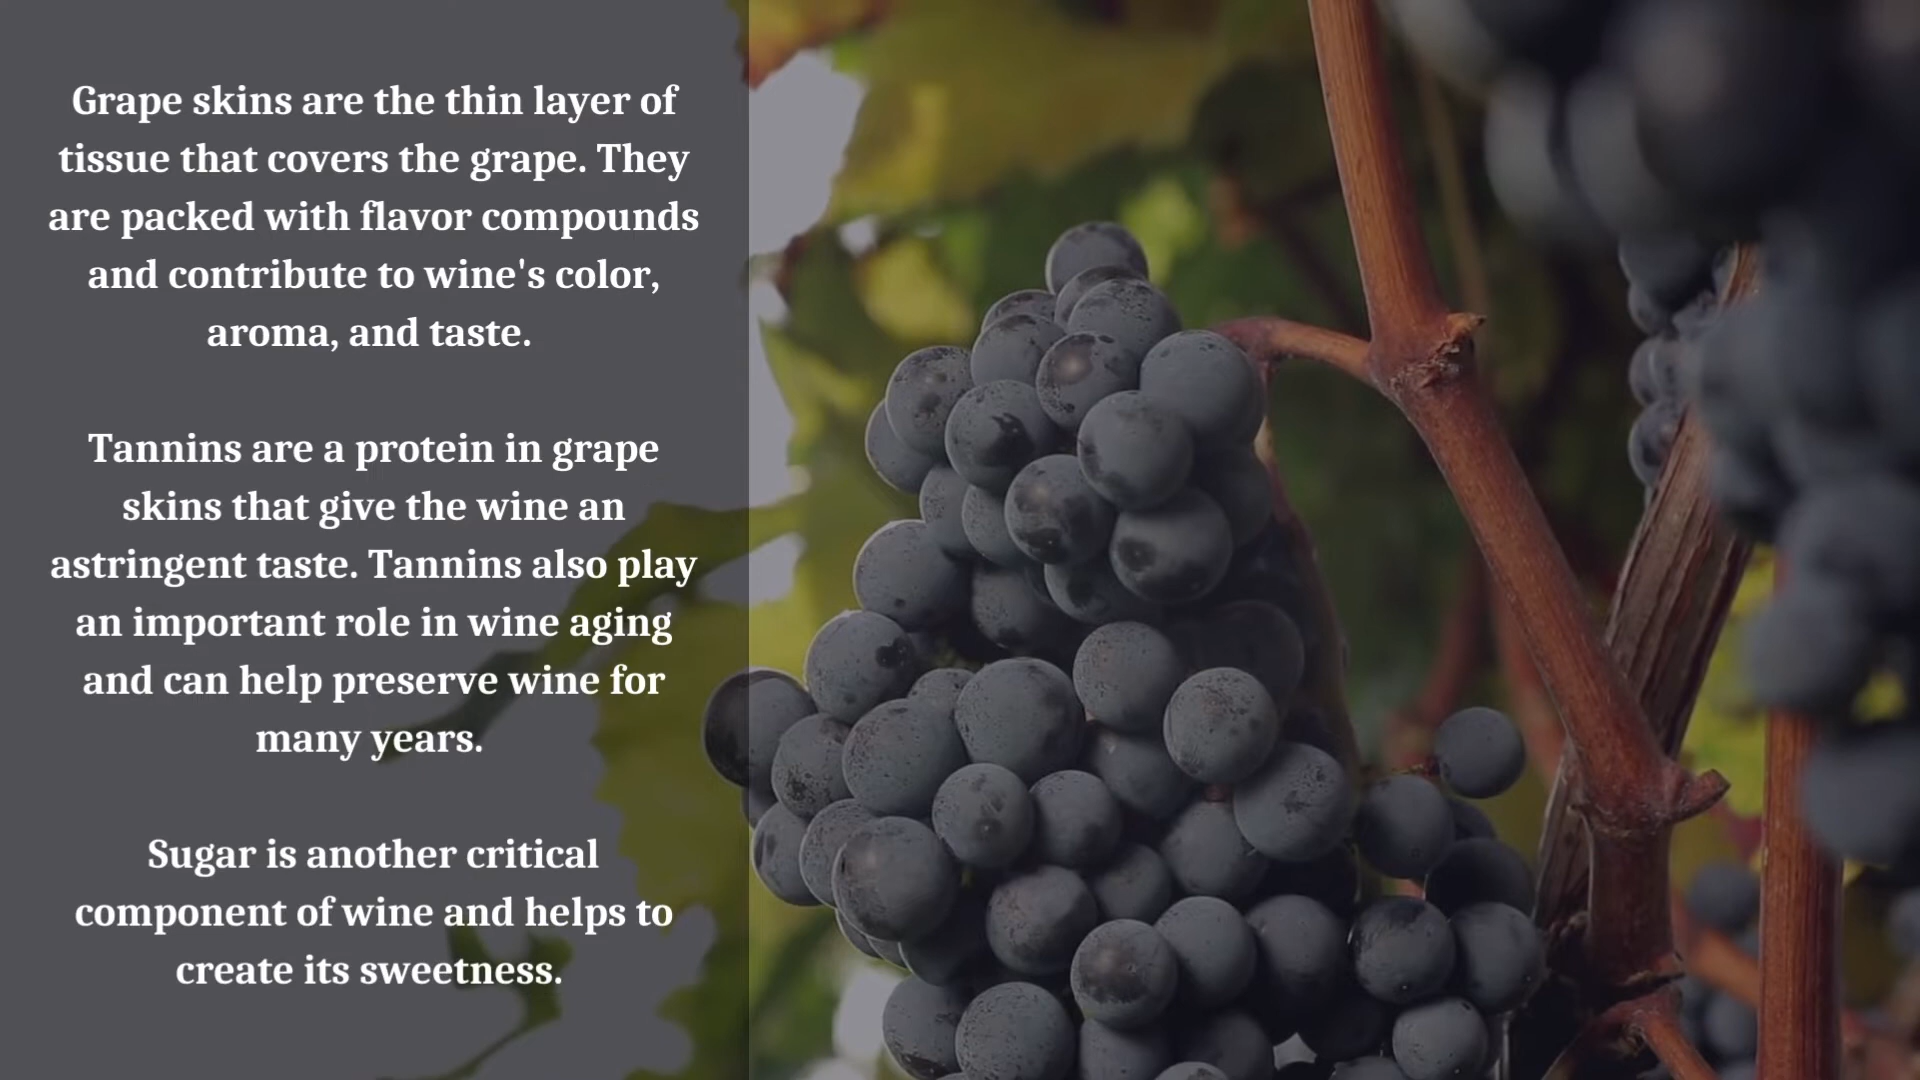 Grape skins are the thin layer of
tissue that covers the grape. They
are packed with flavor compounds
and contribute to wine's color,
aroma, and taste.
Tannins are a protein in grape
skins that give the wine an
astringent taste. Tannins also play
an important role in wine aging
and can help preserve wine for
many years.
Sugar is another critical
component of wine and helps to
create its sweetness.